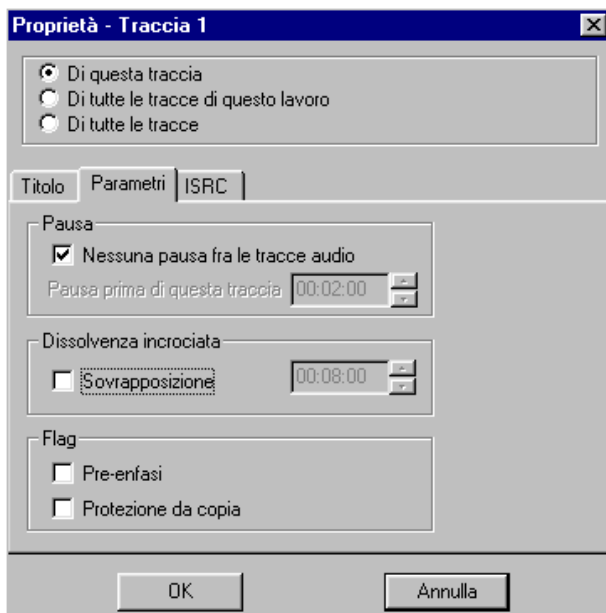 Proprietà - Traccia 1
Di questa traccia
Di tutte le tracce di questo lavoro
Di tutte le tracce
Titolo Parametri ISRC
Pausa
Nessuna pausa fra le tracce audio
Pausa prima di questa traccia 00:02:00
Dissolvenza incrociata
Sovrapposizione 00:08:00
Flag
Pre-enfasi
Protezione da copia
OK Annulla